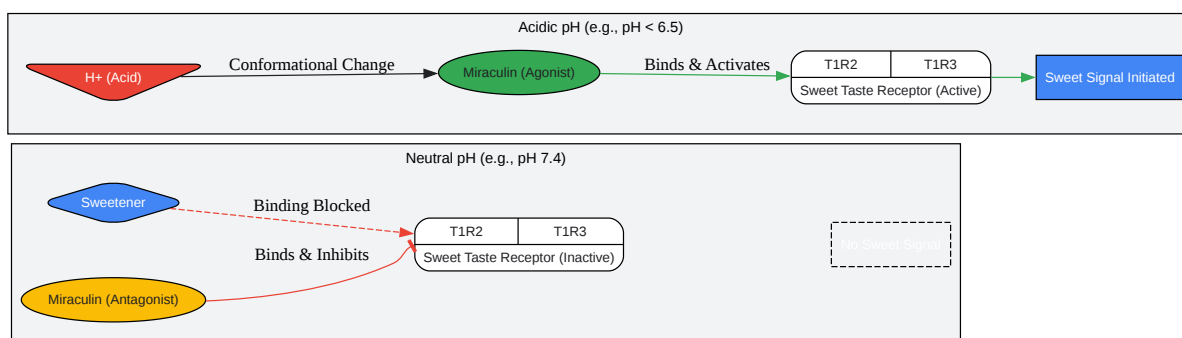 Acidic pH (e.g., pH < 6.5)
H+ (Acid)
Conformational Change
Miraculin (Agonist)
Binds & Activates
T1R2
T1R3
Sweet Taste Receptor (Active)
Sweet Signal Initiated
Neutral pH (e.g., pH 7.4)
Sweetener
Binding Blocked
T1R2
T1R3
Sweet Taste Receptor (Inactive)
Binds & Inhibits
Miraculin (Antagonist)
No Sweet Signal